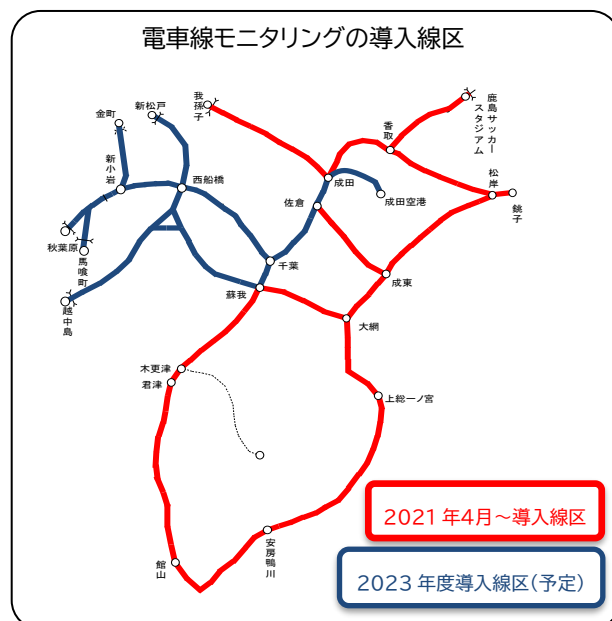 電車線モニタリングの導入線区
我孫子
新松戸
金町
鹿島サッカー
スタジアム
香取
松岸
銚子
成田
成田空港
新小岩
西船橋
佐倉
秋葉原
馬喰町
千葉
成東
越中島
蘇我
大網
木更津
君津
上総一ノ宮
安房鴨川
館山
2021年4月～導入線区
2023年度導入線区(予定)